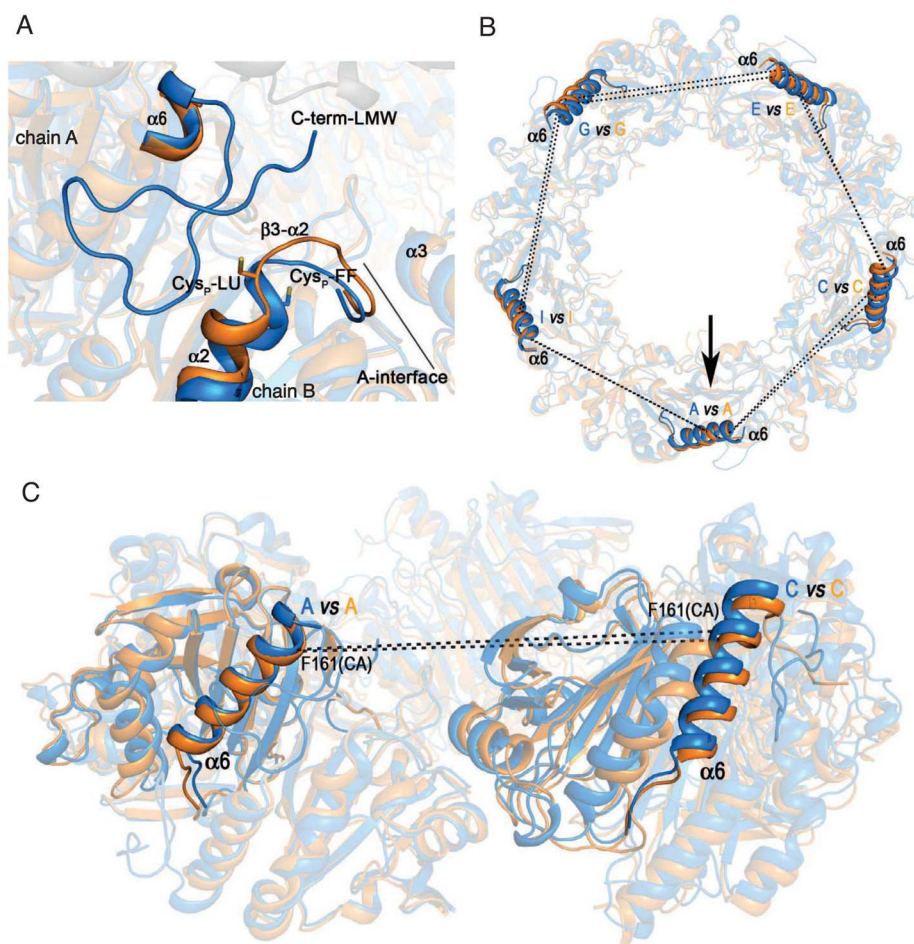 A
α6
chain A
C-term-LMW
β3-α2
α3
Cysₚ-LU
Cysₚ-FF
α2
chain B
A-interface
B
α6
α6
E vs E
G vs G
α6
C vs C
I vs I
α6
A vs A
α6
C
A vs A
F161(CA)
α6
F161(CA)
C vs C
α6